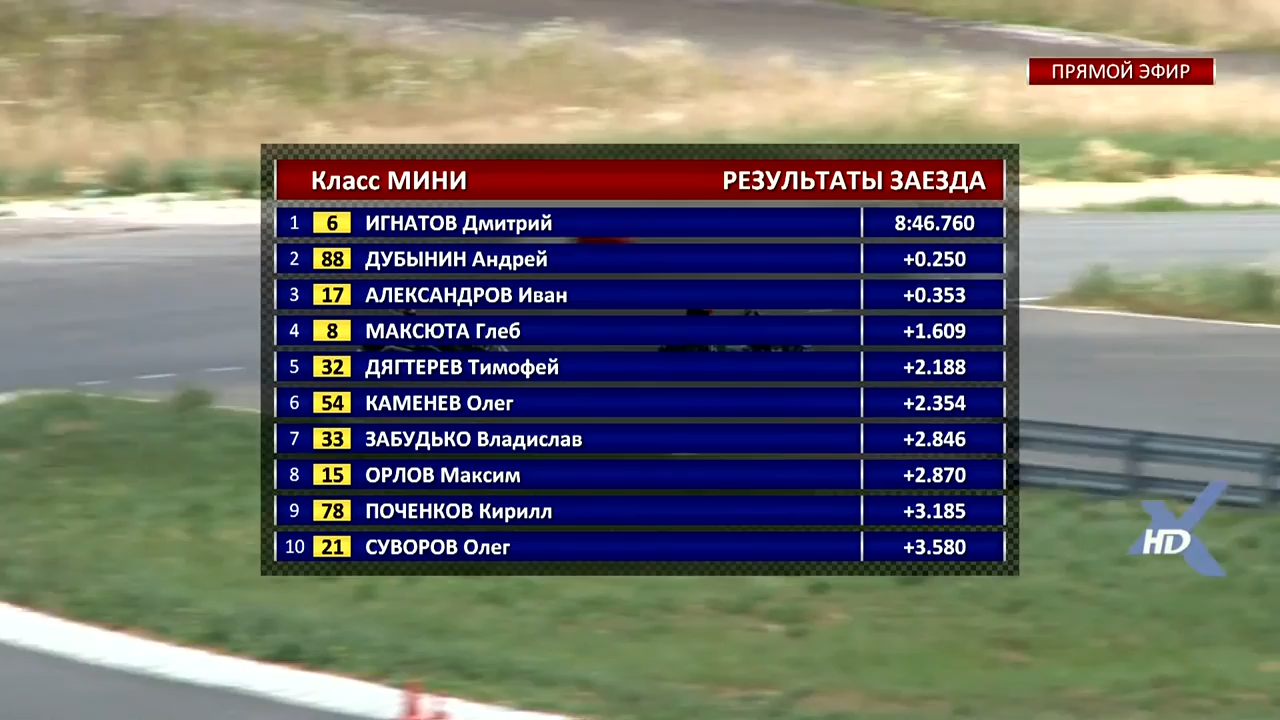 ПРЯМОЙ ЭФИР
Класс МИНИ РЕЗУЛЬТАТЫ ЗАЕЗДА
1 6 ИГНАТОВ Дмитрий 8:46.760
2 88 ДУБЫНИН Андрей +0.250
3 17 АЛЕКСАНДРОВ Иван +0.353
4 8 МАКСЮТА Глеб +1.609
5 32 ДЯГТЕРЕВ Тимофей +2.188
6 54 КАМЕНЕВ Олег +2.354
7 33 ЗАБУДЬКО Владислав +2.846
8 15 ОРЛОВ Максим +2.870
9 78 ПОЧЕНКОВ Кирилл +3.185
10 21 СУВОРОВ Олег +3.580
X HD